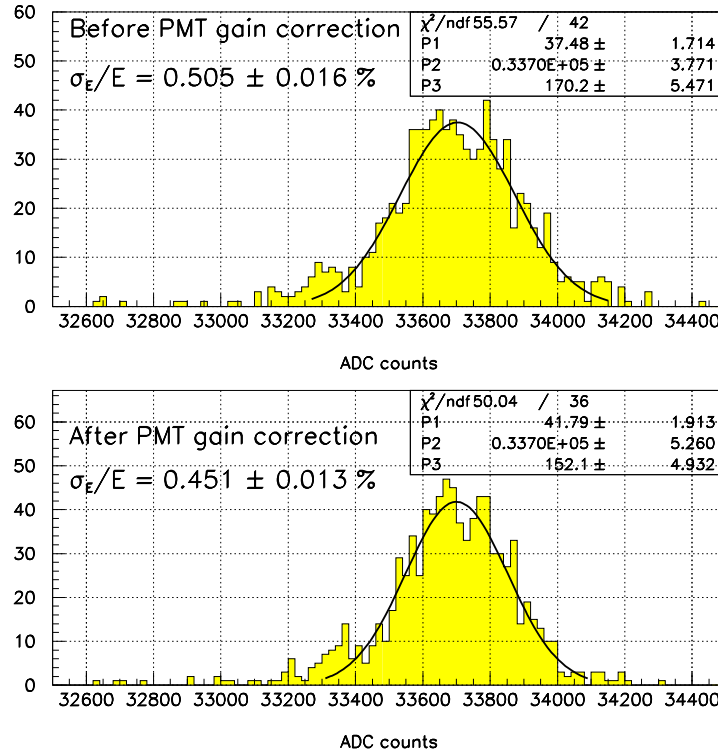 Before PMT gain correction
σE/E = 0.505 ± 0.016 %
χ²/ndf 55.57 / 42
P1 37.48 ± 1.714
P2 0.3370E+05 ± 3.771
P3 170.2 ± 5.471
60
50
40
30
20
10
0
32600 32800 33000 33200 33400 33600 33800 34000 34200 34400
ADC counts
After PMT gain correction
σE/E = 0.451 ± 0.013 %
χ²/ndf 50.04 / 36
P1 41.79 ± 1.913
P2 0.3370E+05 ± 5.260
P3 152.1 ± 4.932
60
50
40
30
20
10
0
32600 32800 33000 33200 33400 33600 33800 34000 34200 34400
ADC counts